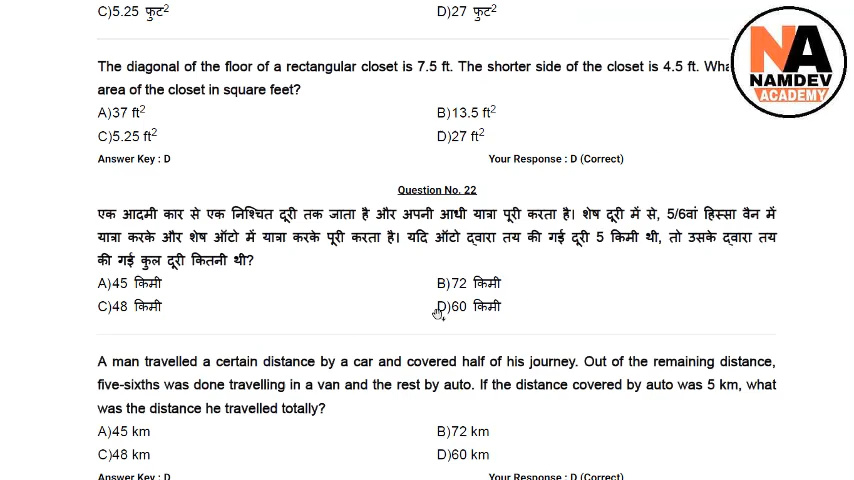 C)5.25 फुट2
D)27 फुट2
The diagonal of the floor of a rectangular closet is 7.5 ft. The shorter side of the closet is 4.5 ft.
area of the closet in square feet?
A)37 ft2
B)13.5 ft2
C)5.25 ft2
D)27 ft2
Answer Key : D
Your Response : D (Correct)
Question No. 22
एक आदमी कार से एक निश्चित दूरी तक जाता है और अपनी आधी यात्रा पूरी करता है। शेष दूरी में से, 5/6वां हिस्सा वैन में
यात्रा करके और शेष ऑटो में यात्रा करके पूरी करता है। यदि ऑटो द्वारा तय की गई दूरी 5 किमी थी, तो उसके द्वारा तय
की गई कुल दूरी कितनी थी?
A)45 किमी
B)72 किमी
C)48 किमी
D)60 किमी
A man travelled a certain distance by a car and covered half of his journey. Out of the remaining distance,
five-sixths was done travelling in a van and the rest by auto. If the distance covered by auto was 5 km, what
was the distance he travelled totally?
A)45 km
B)72 km
C)48 km
D)60 km
Answer Key : D
Your Response : D (Correct)
NA
NAMDEV
ACADEMY